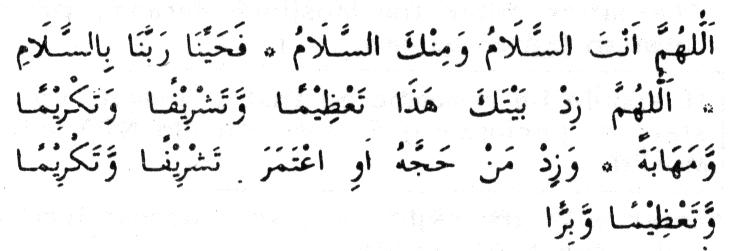 اَللّٰهُمَّ اَنْتَ السَّلَامُ وَمِنْكَ السَّلَامُ * فَحَيِّنَا رَبَّنَا بِالسَّلَامِ
* اَللّٰهُمَّ زِدْ بَيْتَكَ هَذَا تَعْظِيْمًا وَّتَشْرِيْفًا وَتَكْرِيْمًا
وَّمَهَابَةً * وَزِدْ مَنْ حَجَّهُ اَوِ اعْتَمَرَ تَشْرِيْفًا وَّتَكْرِيْمًا
وَّتَعْظِيْمًا وَّبِرًّا